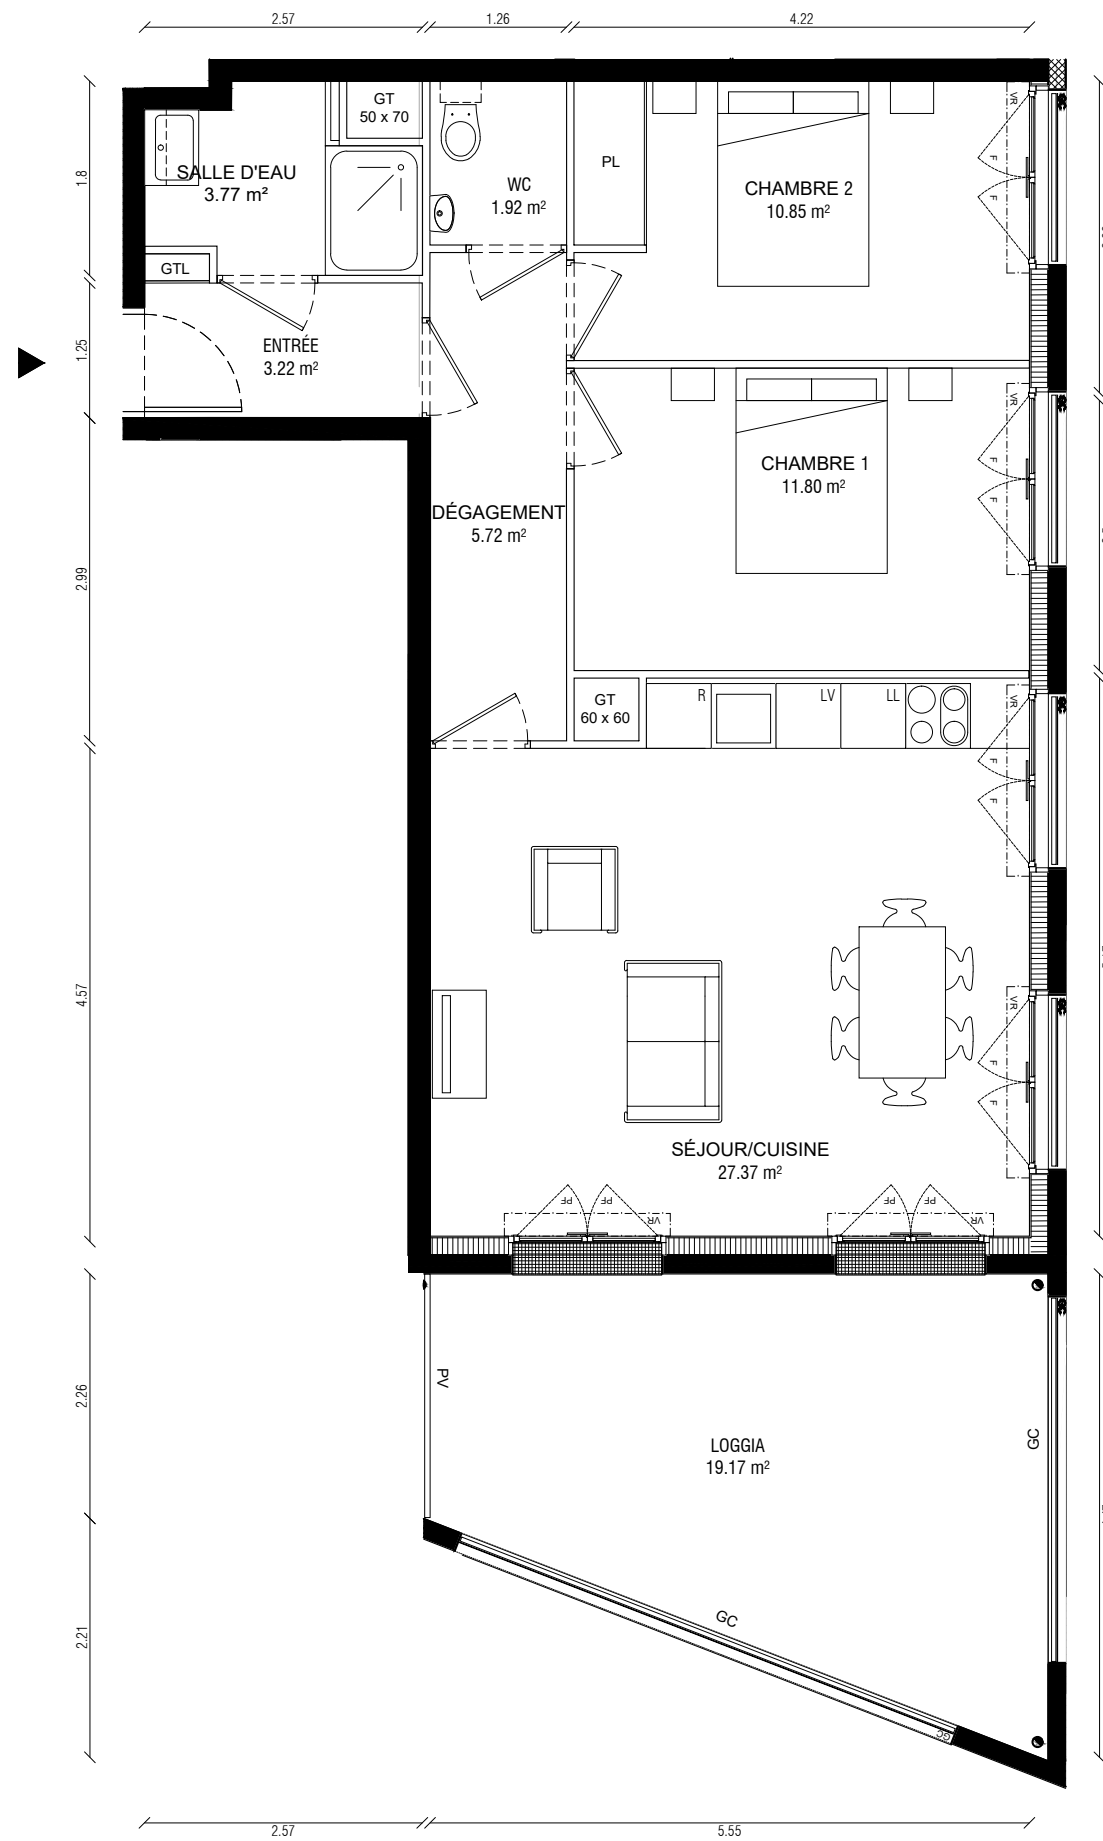 2.57
1.26
4.22
GT
50 x 70
VR
SALLE D'EAU
3.77 m²
WC
1.92 m²
PL
CHAMBRE 2
10.85 m²
F
F
1.8
GTL
ENTRÉE
3.22 m²
1.25
VR
CHAMBRE 1
11.80 m²
F
F
DÉGAGEMENT
5.72 m²
2.99
GT
60 x 60
R
LV
LL
VR
F
F
4.57
VR
F
F
SÉJOUR/CUISINE
27.37 m²
PF
PF
VR
PF
PF
VR
PV
2.26
LOGGIA
19.17 m²
GC
GC
GC
2.21
2.57
5.55